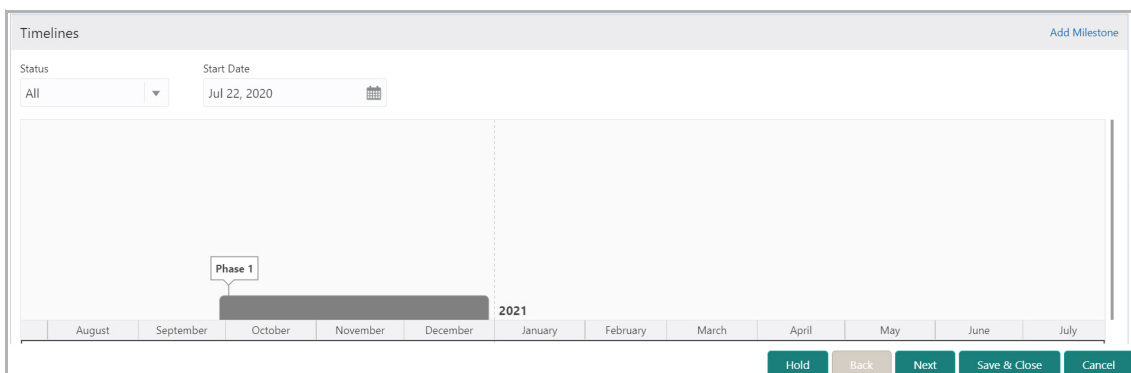 Timelines Add Milestone
Status Start Date
All Jul 22, 2020
Phase 1
2021
August September October November December January February March April May June July
Hold Back Next Save & Close Cancel